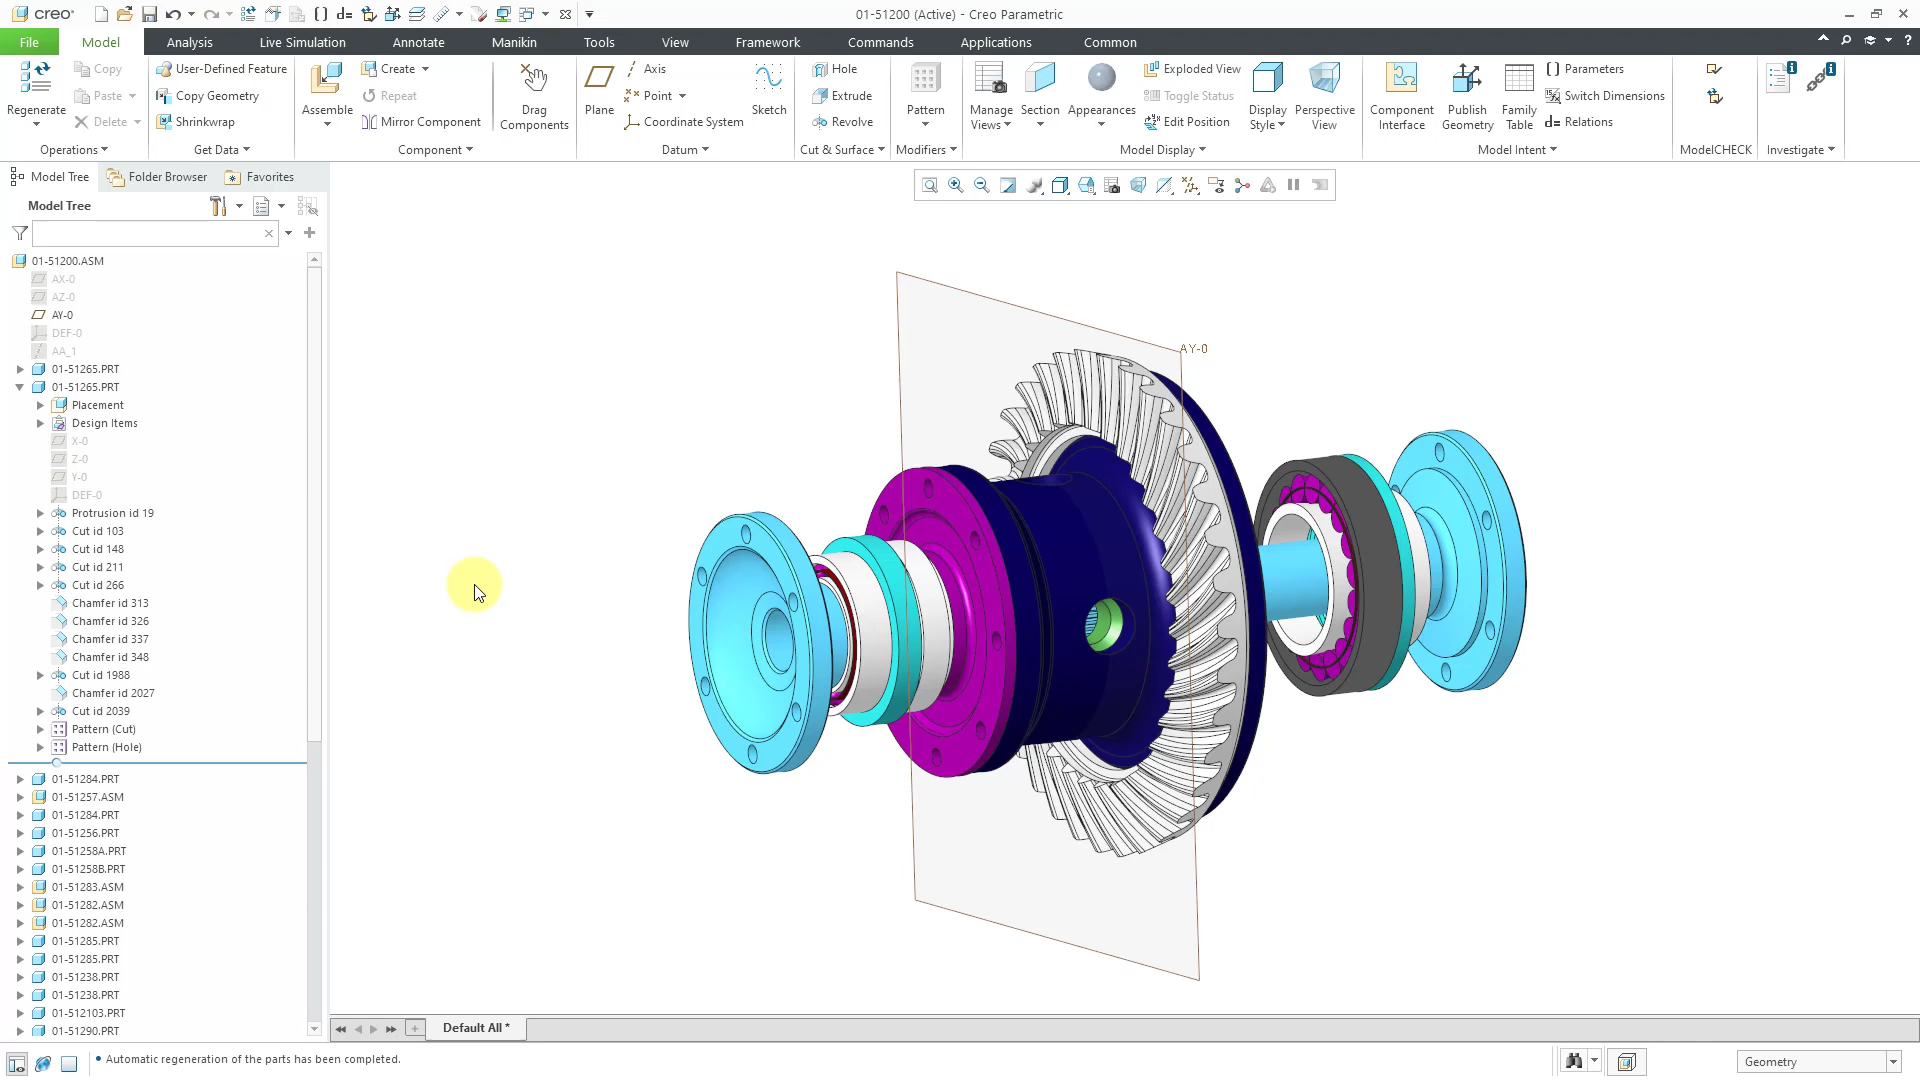 creo°
01-51200 (Active) - Creo Parametric
File
Model
Analysis
Live Simulation
Annotate
Manikin
Tools
View
Framework
Commands
Applications
Common
Regenerate
Copy
Paste
Delete
Operations
User-Defined Feature
Copy Geometry
Shrinkwrap
Get Data
Assemble
Create
Repeat
Mirror Component
Component
Drag
Components
Plane
Axis
Point
Coordinate System
Sketch
Datum
Hole
Extrude
Revolve
Cut & Surface
Pattern
Modifiers
Manage
Views
Section
Appearances
Exploded View
Toggle Status
Edit Position
Display
Style
Perspective
View
Model Display
Component
Interface
Publish
Geometry
Family
Table
Parameters
Switch Dimensions
d= Relations
Model Intent
ModelCHECK
Investigate
Model Tree
Folder Browser
Favorites
Model Tree
01-51200.ASM
AX-0
AZ-0
AY-0
DEF-0
AA_1
01-51265.PRT
01-51265.PRT
Placement
Design Items
X-0
Z-0
Y-0
DEF-0
Protrusion id 19
Cut id 103
Cut id 148
Cut id 211
Cut id 266
Chamfer id 313
Chamfer id 326
Chamfer id 337
Chamfer id 348
Cut id 1988
Chamfer id 2027
Cut id 2039
Pattern (Cut)
Pattern (Hole)
01-51284.PRT
01-51257.ASM
01-51284.PRT
01-51256.PRT
01-51258A.PRT
01-51258B.PRT
01-51283.ASM
01-51282.ASM
01-51282.ASM
01-51285.PRT
01-51285.PRT
01-51238.PRT
01-51238.PRT
01-512103.PRT
01-51290.PRT
AY-0
Default All *
• Automatic regeneration of the parts has been completed.
Geometry